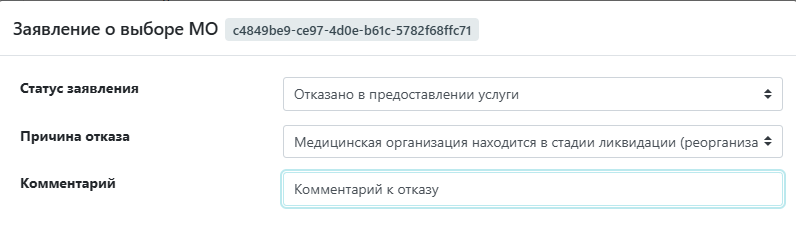 Заявление о выборе МО c4849be9-ce97-4d0e-b61c-5782f68ffc71
Статус заявления Отказано в предоставлении услуги
Причина отказа Медицинская организация находится в стадии ликвидации (реорганиза
Комментарий Комментарий к отказу